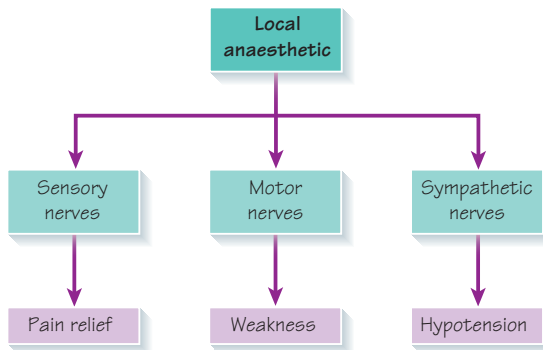 Local
anaesthetic
Sensory
nerves
Motor
nerves
Sympathetic
nerves
Pain relief
Weakness
Hypotension